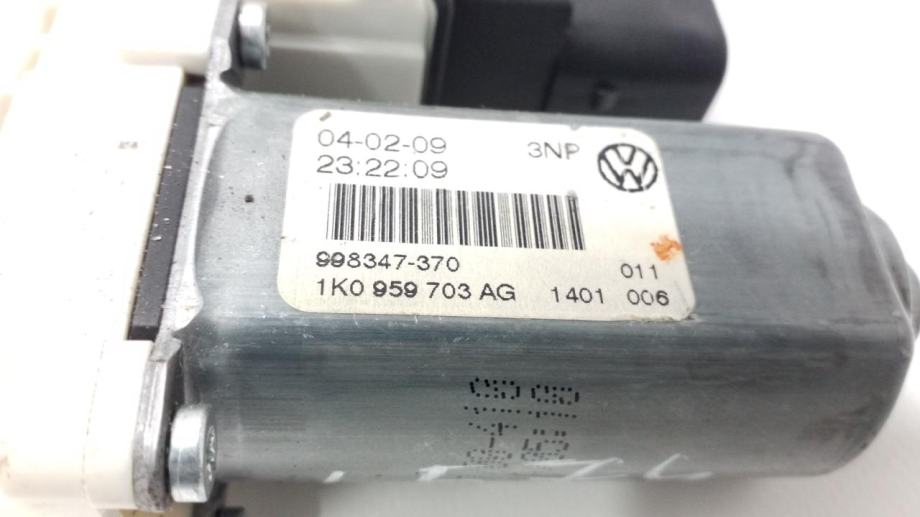 04-02-09 3NP
23:22:09
998347-370 011
1K0 959 703 AG 1401 006